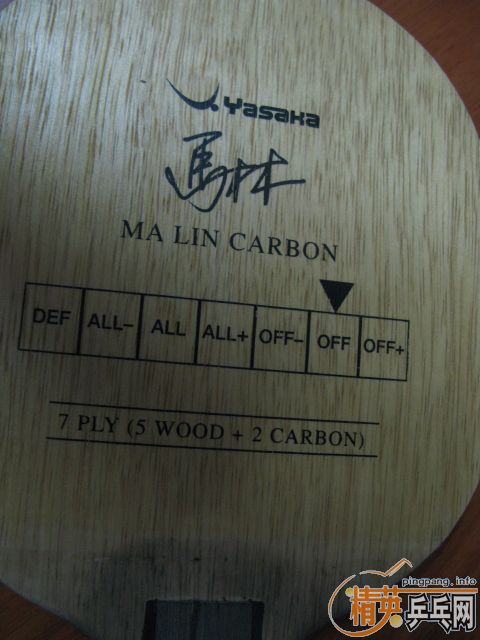 Yasaka
馬林
MA LIN CARBON
DEF ALL- ALL ALL+ OFF- OFF OFF+
7 PLY (5 WOOD + 2 CARBON)
pingpang.info
精英乒乓网